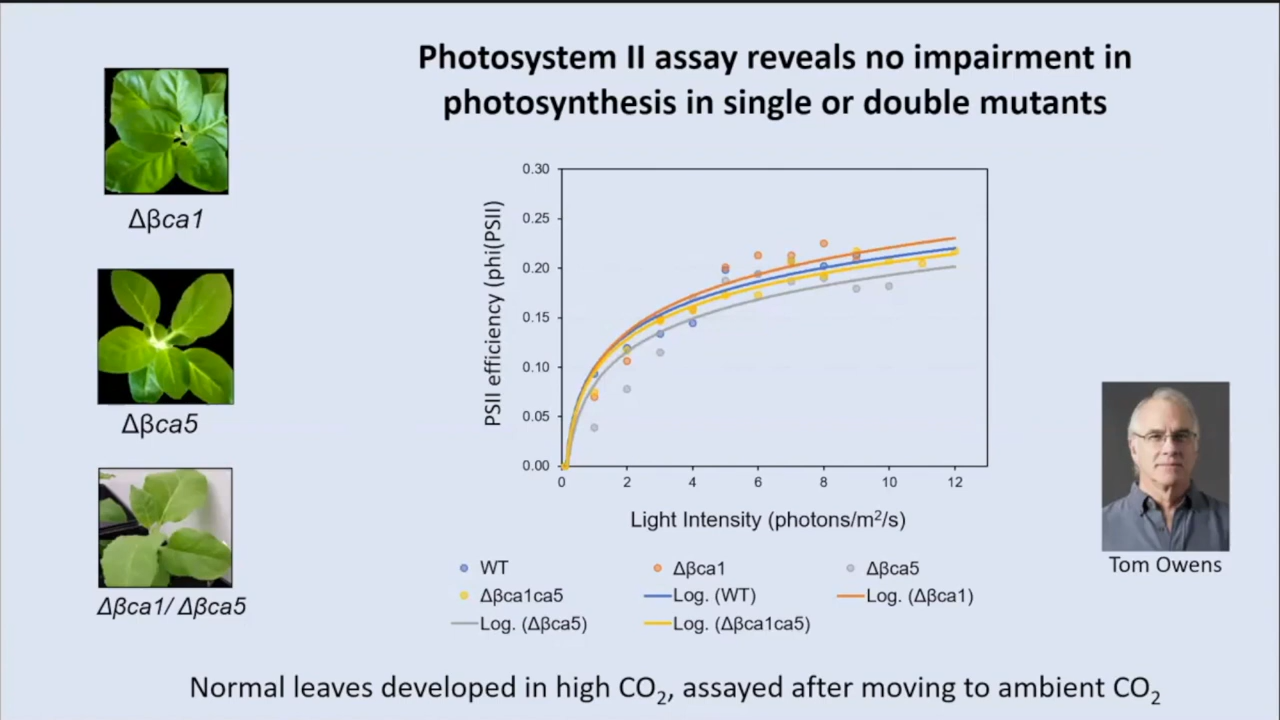 Photosystem II assay reveals no impairment in
photosynthesis in single or double mutants
Δβca1
Δβca5
Δβca1/ Δβca5
PSII efficiency (phi(PSII)
0.30
0.25
0.20
0.15
0.10
0.05
0.00
0 2 4 6 8 10 12
Light Intensity (photons/m²/s)
WT Δβca1 Δβca5
Δβca1ca5 Log. (WT) Log. (Δβca1)
Log. (Δβca5) Log. (Δβca1ca5)
Tom Owens
Normal leaves developed in high CO₂, assayed after moving to ambient CO₂